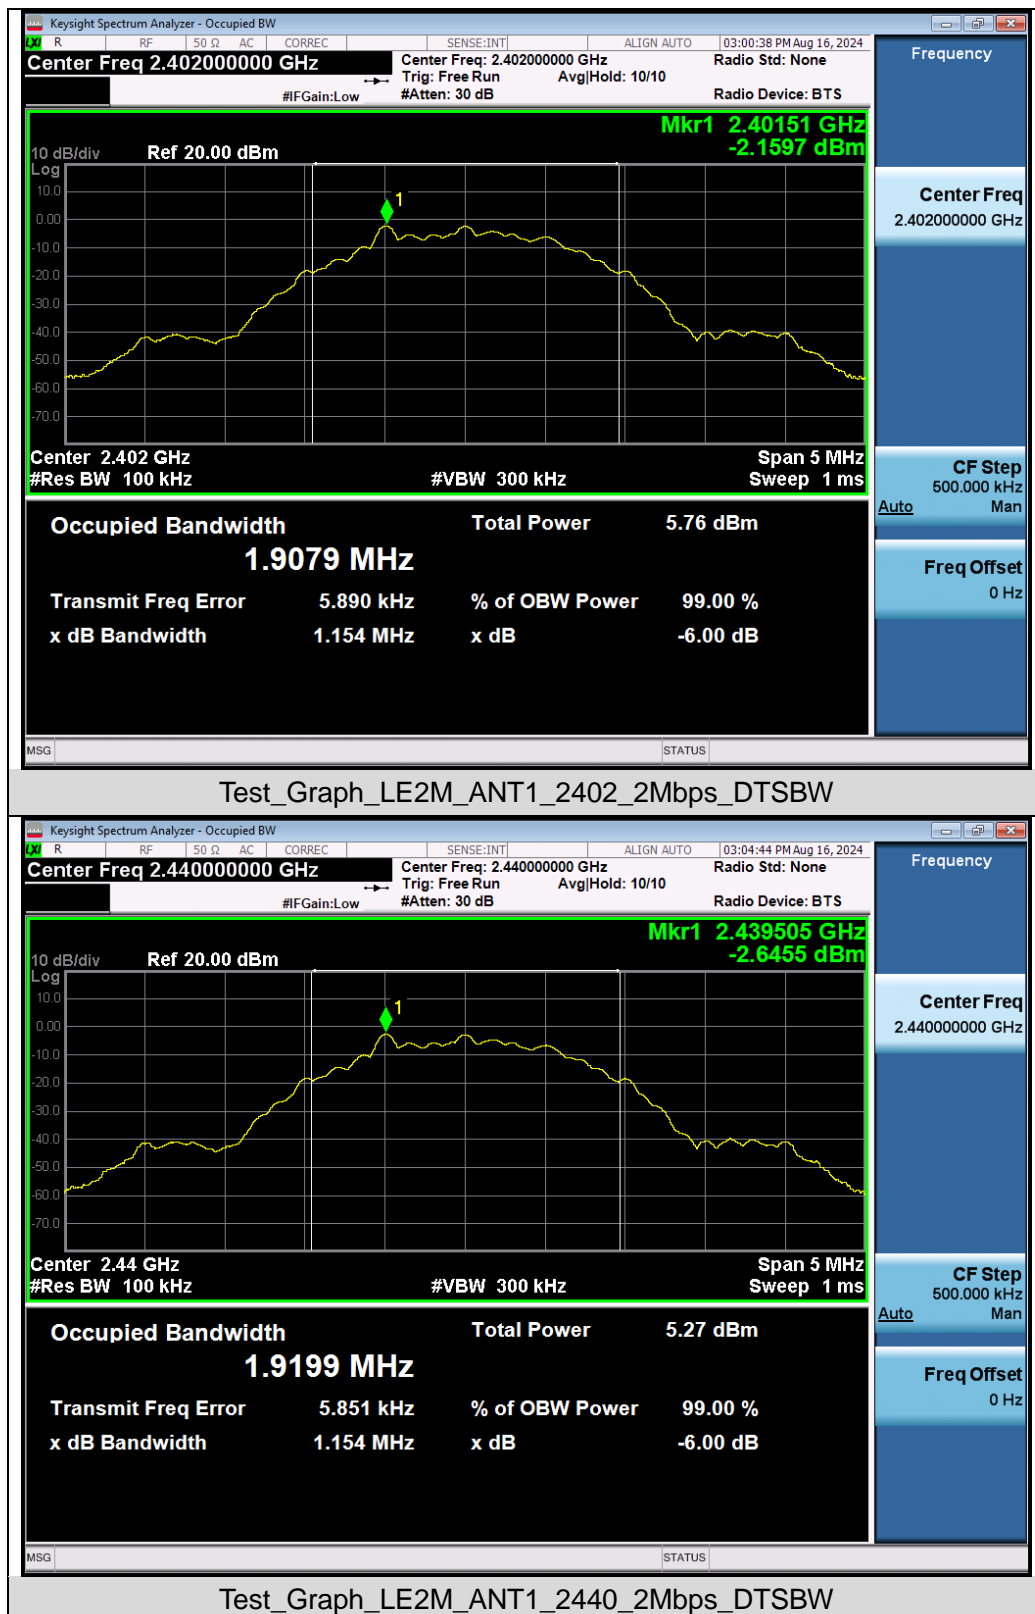 Keysight Spectrum Analyzer - Occupied BW
LXI R RF 50 Ω AC CORREC SENSE:INT ALIGN AUTO 03:00:38 PM Aug 16, 2024
Center Freq 2.402000000 GHz
Center Freq: 2.402000000 GHz
Radio Std: None
Trig: Free Run Avg|Hold: 10/10
#IFGain:Low
#Atten: 30 dB
Radio Device: BTS
Mkr1 2.40151 GHz
-2.1597 dBm
10 dB/div Ref 20.00 dBm
Log
10.0
1
0.00
-10.0
-20.0
-30.0
-40.0
-50.0
-60.0
-70.0
Center 2.402 GHz Span 5 MHz
#Res BW 100 kHz #VBW 300 kHz Sweep 1 ms
Occupied Bandwidth Total Power 5.76 dBm
1.9079 MHz
Transmit Freq Error 5.890 kHz % of OBW Power 99.00 %
x dB Bandwidth 1.154 MHz x dB -6.00 dB
MSG STATUS
Frequency
Center Freq
2.402000000 GHz
CF Step
500.000 kHz
Auto Man
Freq Offset
0 Hz
Test_Graph_LE2M_ANT1_2402_2Mbps_DTSBW
Keysight Spectrum Analyzer - Occupied BW
LXI R RF 50 Ω AC CORREC SENSE:INT ALIGN AUTO 03:04:44 PM Aug 16, 2024
Center Freq 2.440000000 GHz
Center Freq: 2.440000000 GHz
Radio Std: None
Trig: Free Run Avg|Hold: 10/10
#IFGain:Low
#Atten: 30 dB
Radio Device: BTS
Mkr1 2.439505 GHz
-2.6455 dBm
10 dB/div Ref 20.00 dBm
Log
10.0
1
0.00
-10.0
-20.0
-30.0
-40.0
-50.0
-60.0
-70.0
Center 2.44 GHz Span 5 MHz
#Res BW 100 kHz #VBW 300 kHz Sweep 1 ms
Occupied Bandwidth Total Power 5.27 dBm
1.9199 MHz
Transmit Freq Error 5.851 kHz % of OBW Power 99.00 %
x dB Bandwidth 1.154 MHz x dB -6.00 dB
MSG STATUS
Frequency
Center Freq
2.440000000 GHz
CF Step
500.000 kHz
Auto Man
Freq Offset
0 Hz
Test_Graph_LE2M_ANT1_2440_2Mbps_DTSBW